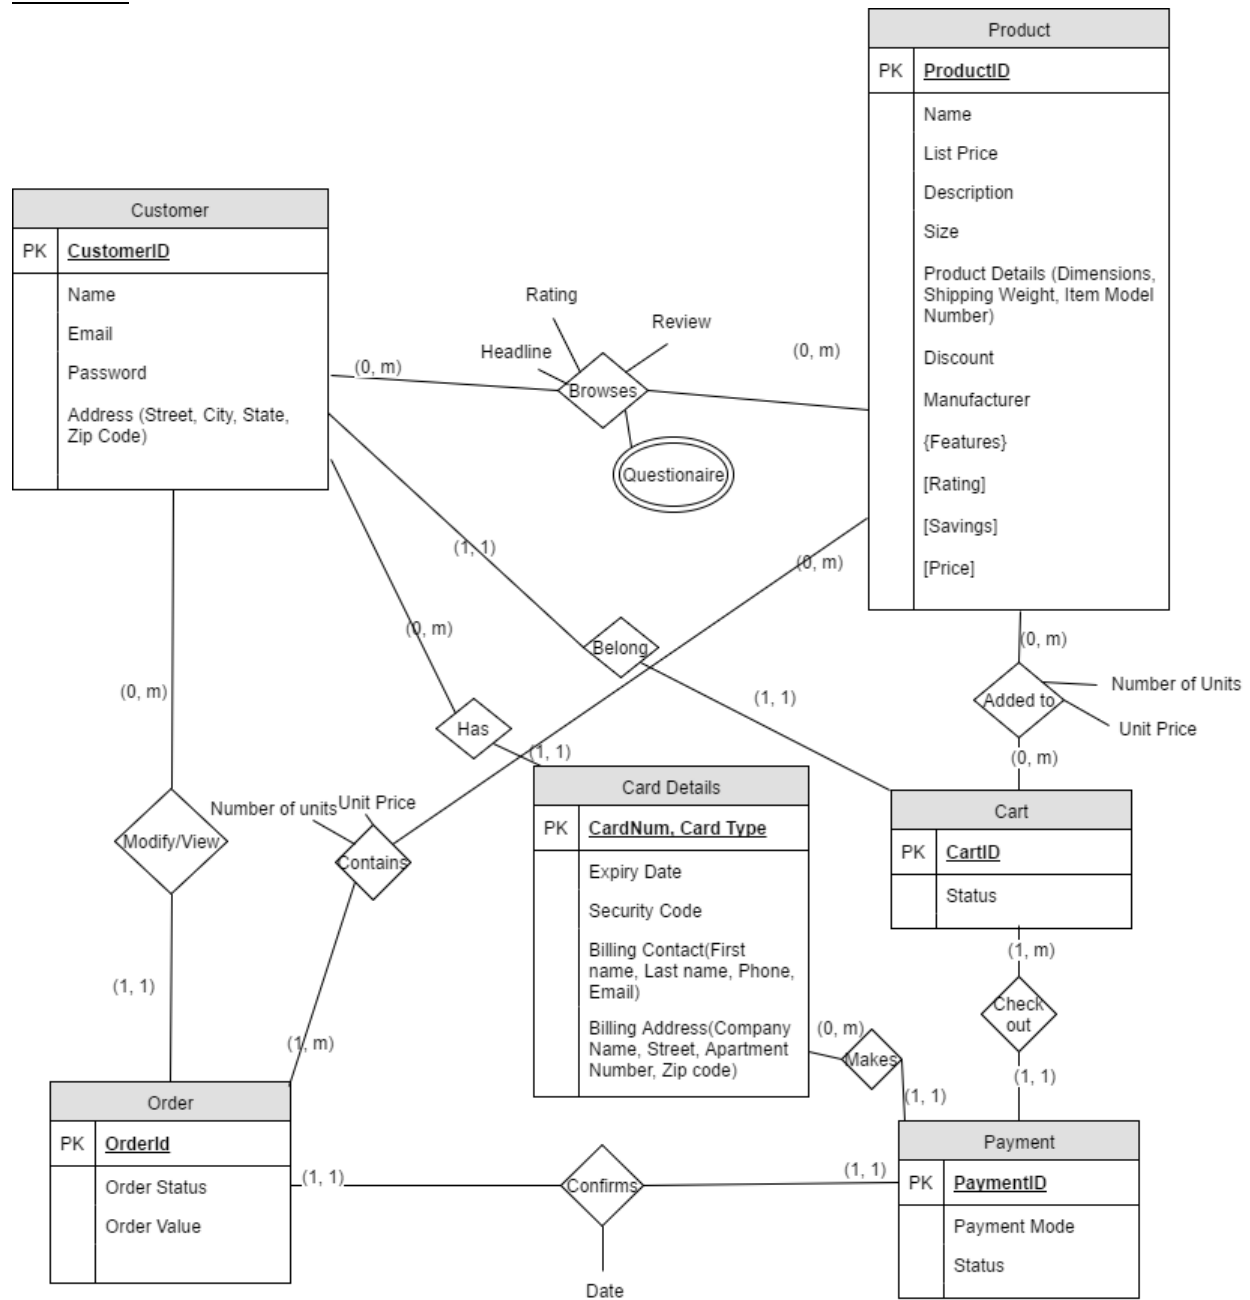 Product
PK ProductID
Name
List Price
Description
Size
Product Details (Dimensions,
Shipping Weight, Item Model
Number)
Discount
Manufacturer
{Features}
[Rating]
[Savings]
[Price]
Customer
PK CustomerID
Name
Email
Password
Address (Street, City, State,
Zip Code)
Rating
Review
Headline
(0, m)
Browses
(0, m)
Questionaire
(1, 1)
(0, m)
(0, m)
Belong
(1, 1)
(0, m)
Added to
Number of Units
Unit Price
(0, m)
(0, m)
Has
(1, 1)
Number of units
Unit Price
Modify/View
Contains
(1, 1)
(1, m)
Card Details
PK CardNum, Card Type
Expiry Date
Security Code
Billing Contact(First
name, Last name, Phone,
Email)
Billing Address(Company
Name, Street, Apartment
Number, Zip code)
Cart
PK CartID
Status
(1, m)
Check
out
(1, 1)
(0, m)
Makes
(1, 1)
Order
PK OrderId
Order Status
Order Value
(1, 1)
Confirms
(1, 1)
Date
Payment
PK PaymentID
Payment Mode
Status